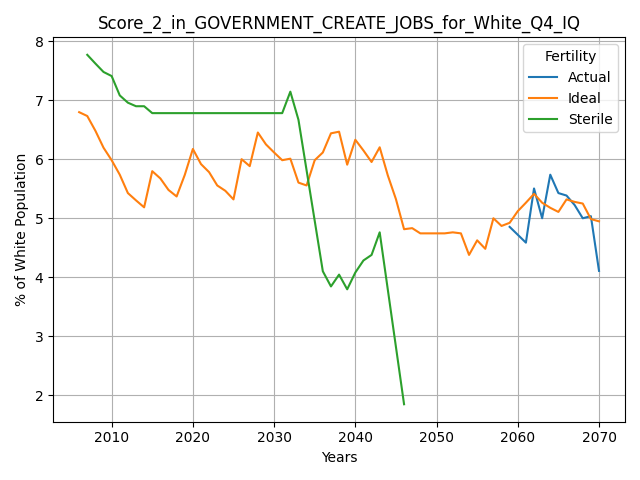 Score_2_in_GOVERNMENT_CREATE_JOBS_for_White_Q4_IQ
8
7
6
5
4
3
2
% of White Population
Fertility
Actual
Ideal
Sterile
2010 2020 2030 2040 2050 2060 2070
Years